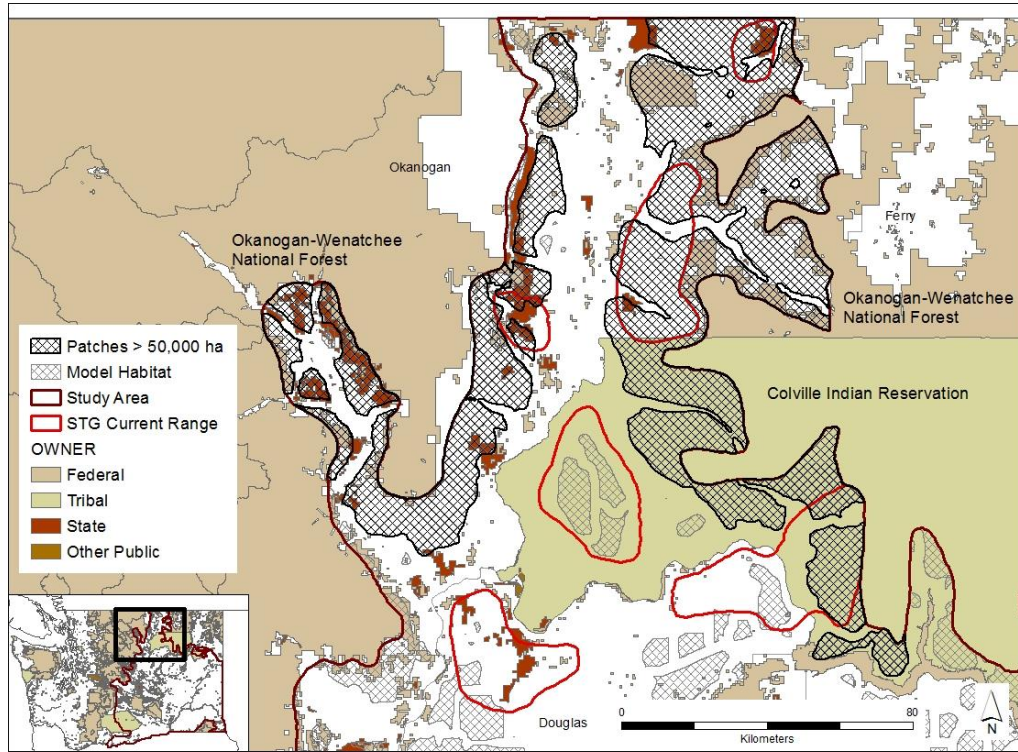 Okanogan
Ferry
Okanogan-Wenatchee
National Forest
Okanogan-Wenatchee
National Forest
Patches > 50,000 ha
Model Habitat
Study Area
STG Current Range
OWNER
Federal
Tribal
State
Other Public
Colville Indian Reservation
Douglas
0 80
Kilometers
N